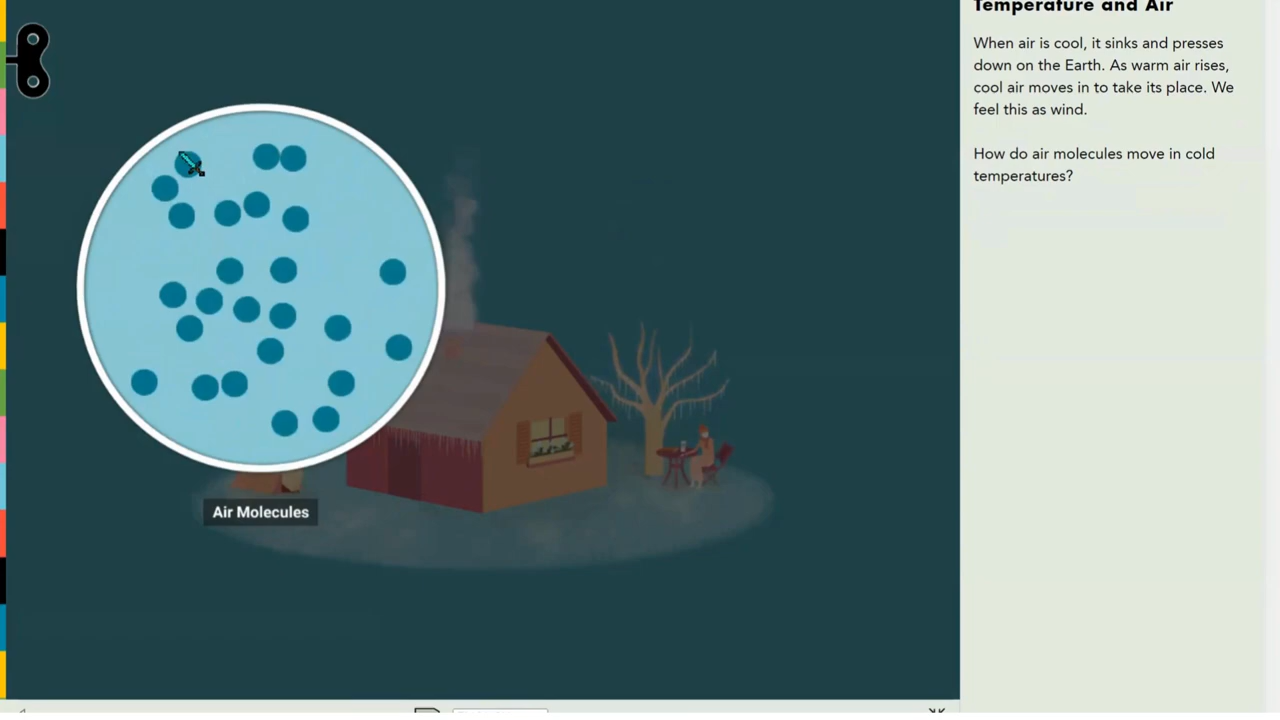 Temperature and Air
When air is cool, it sinks and presses
down on the Earth. As warm air rises,
cool air moves in to take its place. We
feel this as wind.
How do air molecules move in cold
temperatures?
Air Molecules